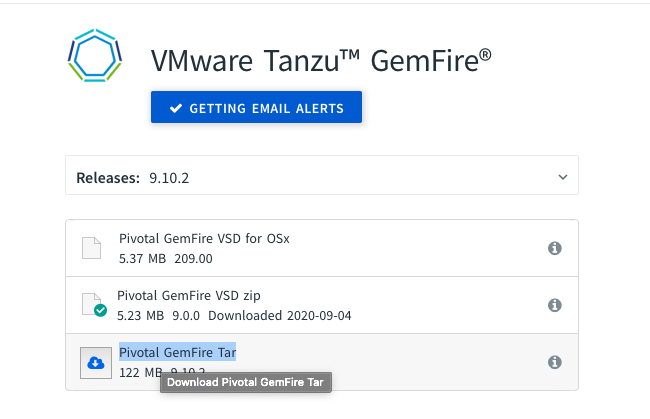 VMware Tanzu™ GemFire®
GETTING EMAIL ALERTS
Releases: 9.10.2
Pivotal GemFire VSD for OSx
5.37 MB 209.00
Pivotal GemFire VSD zip
5.23 MB 9.0.0 Downloaded 2020-09-04
Pivotal GemFire Tar
122 MB 9.10.2
Download Pivotal GemFire Tar